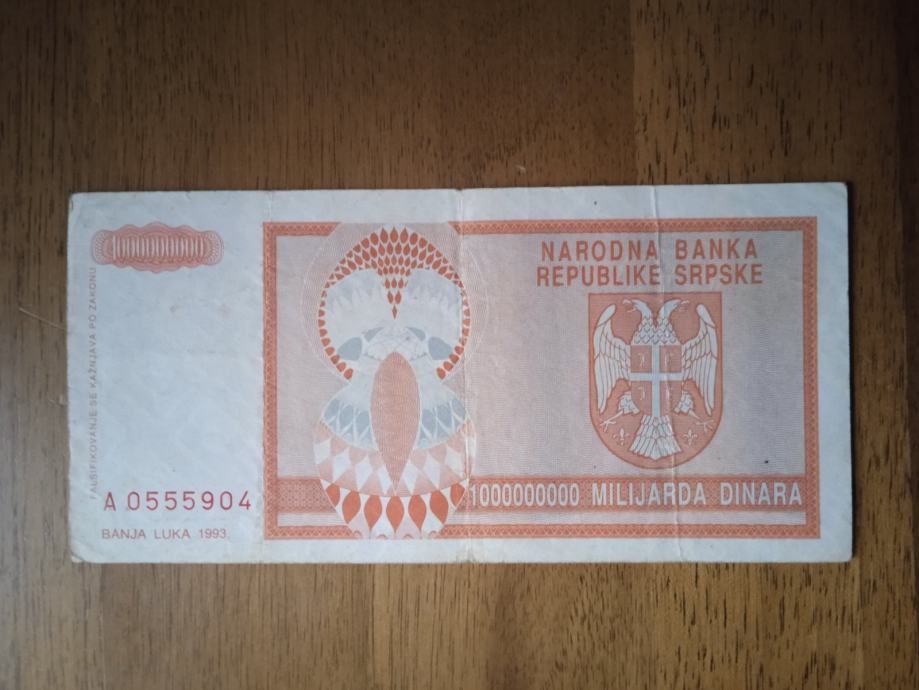 1000000000
FALSIFIKOVANJE SE KAŽNJAVA PO ZAKONU
A 0555904
BANJA LUKA 1993.
NARODNA BANKA
REPUBLIKE SRPSKE
1000000000 MILIJARDA DINARA